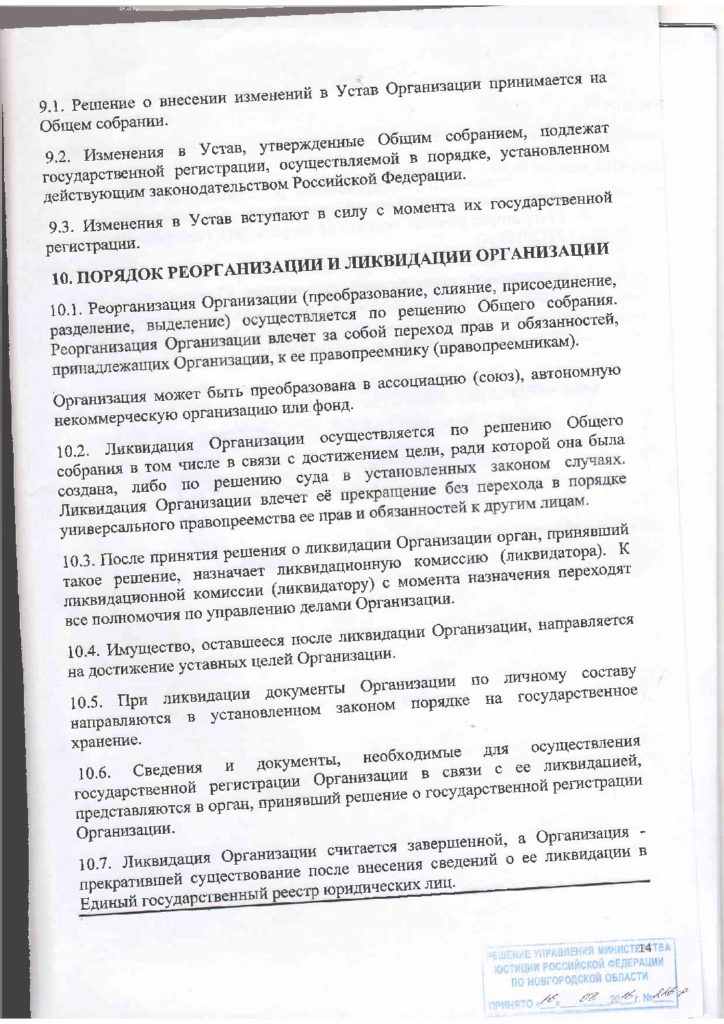 9.1. Решение о внесении изменений в Устав Организации принимается на
Общем собрании.
9.2. Изменения в Устав, утвержденные Общим собранием, подлежат
государственной регистрации, осуществляемой в порядке, установленном
действующим законодательством Российской Федерации.
9.3. Изменения в Устав вступают в силу с момента их государственной
регистрации.
10. ПОРЯДОК РЕОРГАНИЗАЦИИ И ЛИКВИДАЦИИ ОРГАНИЗАЦИИ
10.1. Реорганизация Организации (преобразование, слияние, присоединение,
разделение, выделение) осуществляется по решению Общего собрания.
Реорганизация Организации влечет за собой переход прав и обязанностей,
принадлежащих Организации, к ее правопреемнику (правопреемникам).
Организация может быть преобразована в ассоциацию (союз), автономную
некоммерческую организацию или фонд.
10.2. Ликвидация Организации осуществляется по решению Общего
собрания в том числе в связи с достижением цели, ради которой она была
создана, либо по решению суда в установленных законом случаях.
Ликвидация Организации влечет её прекращение без перехода в порядке
универсального правопреемства ее прав и обязанностей к другим лицам.
10.3. После принятия решения о ликвидации Организации орган, принявший
такое решение, назначает ликвидационную комиссию (ликвидатора). К
ликвидационной комиссии (ликвидатору) с момента назначения переходят
все полномочия по управлению делами Организации.
10.4. Имущество, оставшееся после ликвидации Организации, направляется
на достижение уставных целей Организации.
10.5. При ликвидации документы Организации по личному составу
направляются в установленном законом порядке на государственное
хранение.
10.6. Сведения и документы, необходимые для осуществления
государственной регистрации Организации в связи с ее ликвидацией,
представляются в орган, принявший решение о государственной регистрации
Организации.
10.7. Ликвидация Организации считается завершенной, а Организация -
прекратившей существование после внесения сведений о ее ликвидации в
Единый государственный реестр юридических лиц.
14
РЕШЕНИЕ УПРАВЛЕНИЯ МИНИСТЕРСТВА
ЮСТИЦИИ РОССИЙСКОЙ ФЕДЕРАЦИИ
ПО НОВГОРОДСКОЙ ОБЛАСТИ
ПРИНЯТО «16» 08 2016 г. №